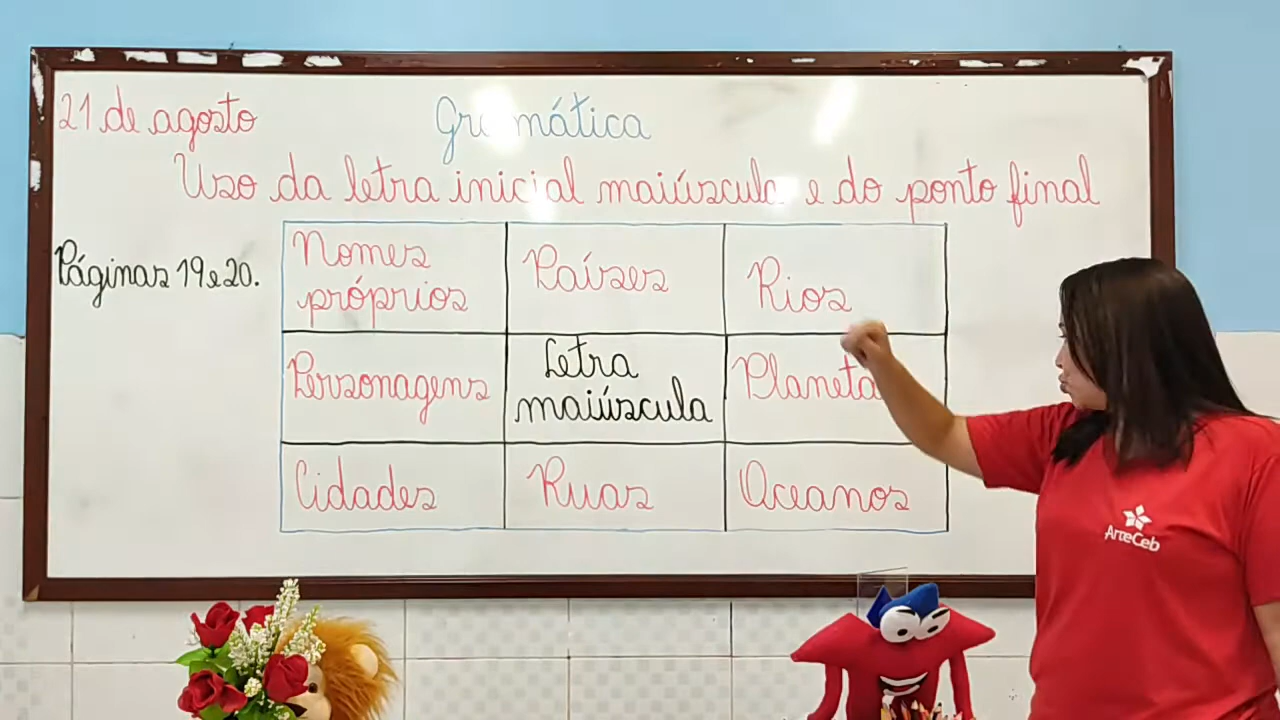 21 de agosto
Gramática
Uso da letra inicial maiúscula e do ponto final
Páginas 19 e 20.
Nomes próprios
Países
Rios
Personagens
Letra maiúscula
Planeta
Cidades
Ruas
Oceanos
ArteCeb